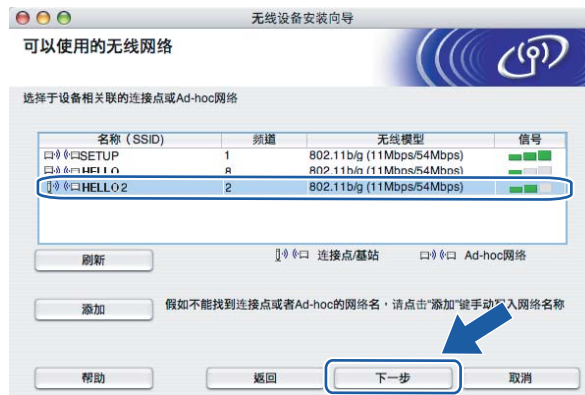 无线设备安装向导
可以使用的无线网络
选择于设备相关联的连接点或Ad-hoc网络
名称（SSID） 频道 无线模型 信号
SETUP 1 802.11b/g (11Mbps/54Mbps)
HELLO 8 802.11b/g (11Mbps/54Mbps)
HELLO2 2 802.11b/g (11Mbps/54Mbps)
刷新 连接点/基站 Ad-hoc网络
添加 假如不能找到连接点或者Ad-hoc的网络名，请点击“添加”键手动写入网络名称
帮助 返回 下一步 取消